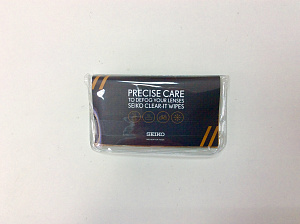 PRECISE CARE
TO DEFOG YOUR LENSES
SEIKO CLEAR-IT WIPES
SEIKO